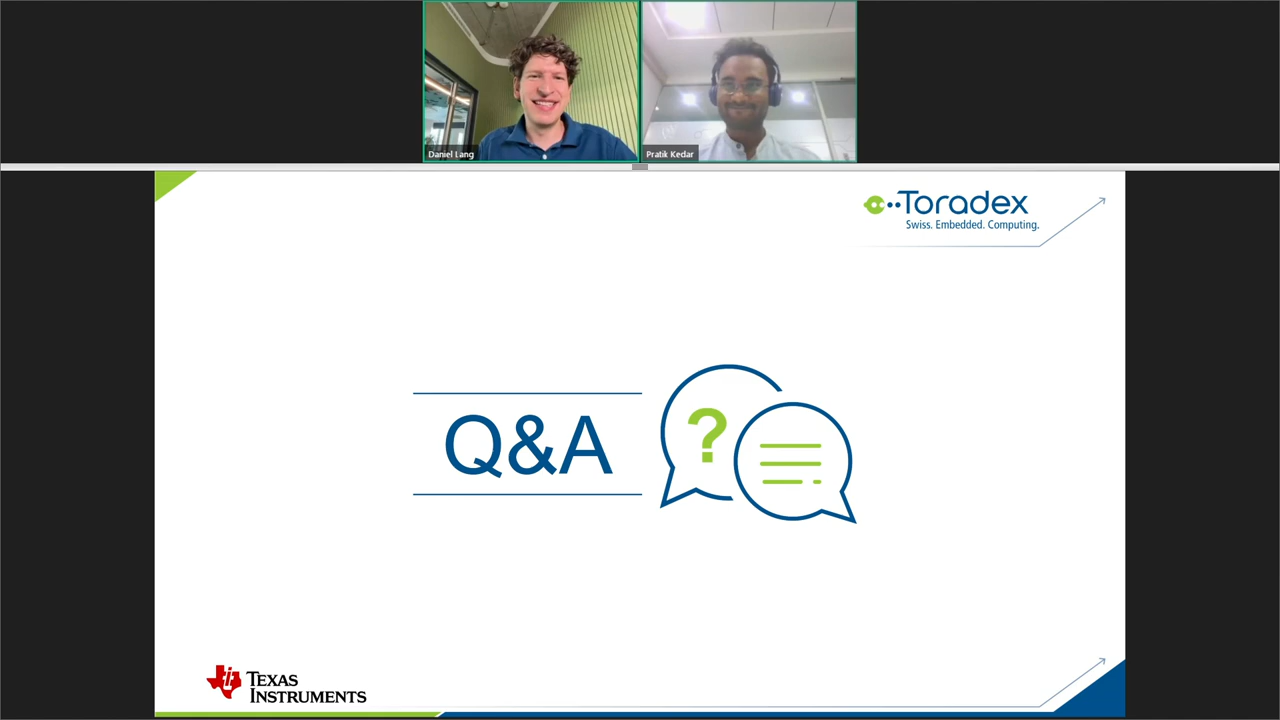 Daniel Lang
Pratik Kedar
Toradex
Swiss. Embedded. Computing.
Q&A
?
TEXAS
INSTRUMENTS